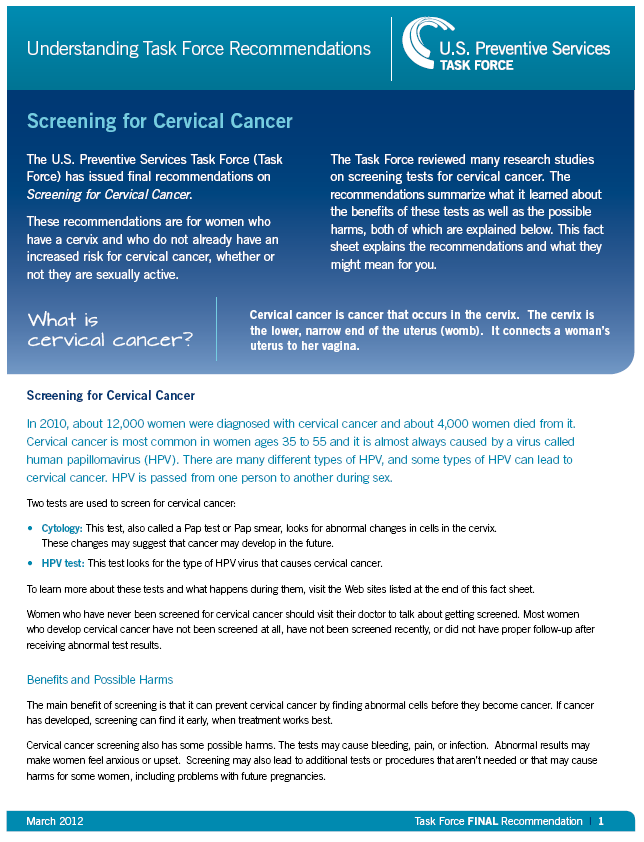 Understanding Task Force Recommendations
U.S. Preventive Services
TASK FORCE
Screening for Cervical Cancer
The U.S. Preventive Services Task Force (Task
Force) has issued final recommendations on
Screening for Cervical Cancer.
These recommendations are for women who
have a cervix and who do not already have an
increased risk for cervical cancer, whether or
not they are sexually active.
The Task Force reviewed many research studies
on screening tests for cervical cancer. The
recommendations summarize what it learned about
the benefits of these tests as well as the possible
harms, both of which are explained below. This fact
sheet explains the recommendations and what they
might mean for you.
What is
cervical cancer?
Cervical cancer is cancer that occurs in the cervix. The cervix is
the lower, narrow end of the uterus (womb). It connects a woman's
uterus to her vagina.
Screening for Cervical Cancer
In 2010, about 12,000 women were diagnosed with cervical cancer and about 4,000 women died from it.
Cervical cancer is most common in women ages 35 to 55 and it is almost always caused by a virus called
human papillomavirus (HPV). There are many different types of HPV, and some types of HPV can lead to
cervical cancer. HPV is passed from one person to another during sex.
Two tests are used to screen for cervical cancer:
• Cytology: This test, also called a Pap test or Pap smear, looks for abnormal changes in cells in the cervix.
These changes may suggest that cancer may develop in the future.
• HPV test: This test looks for the type of HPV virus that causes cervical cancer.
To learn more about these tests and what happens during them, visit the Web sites listed at the end of this fact sheet.
Women who have never been screened for cervical cancer should visit their doctor to talk about getting screened. Most women
who develop cervical cancer have not been screened at all, have not been screened recently, or did not have proper follow-up after
receiving abnormal test results.
Benefits and Possible Harms
The main benefit of screening is that it can prevent cervical cancer by finding abnormal cells before they become cancer. If cancer
has developed, screening can find it early, when treatment works best.
Cervical cancer screening also has some possible harms. The tests may cause bleeding, pain, or infection. Abnormal results may
make women feel anxious or upset. Screening may also lead to additional tests or procedures that aren't needed or that may cause
harms for some women, including problems with future pregnancies.
March 2012
Task Force FINAL Recommendation | 1